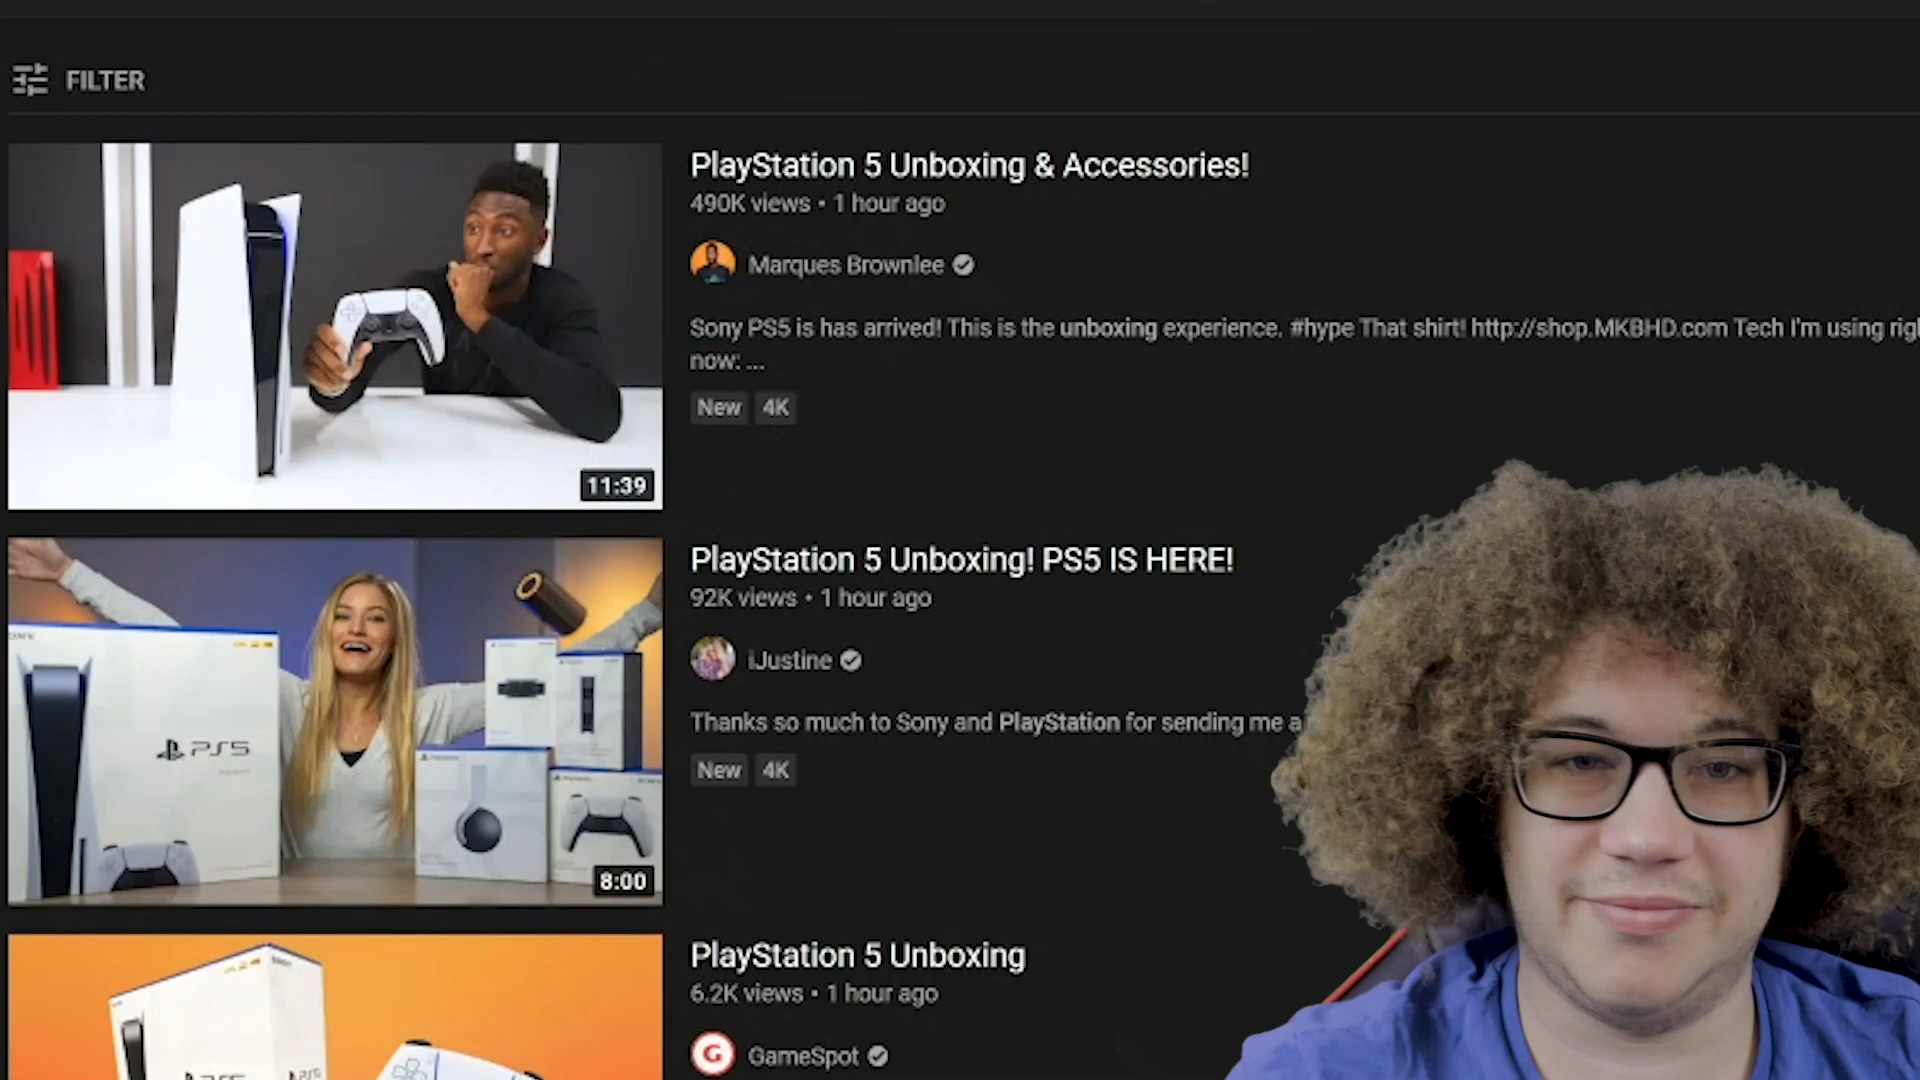 FILTER
PlayStation 5 Unboxing & Accessories!
490K views • 1 hour ago
Marques Brownlee
Sony PS5 is has arrived! This is the unboxing experience. #hype That shirt! http://shop.MKBHD.com Tech I'm using
now: ...
New 4K
11:39
PlayStation 5 Unboxing! PS5 IS HERE!
92K views • 1 hour ago
iJustine
Thanks so much to Sony and PlayStation for sending me a
New 4K
PS5
8:00
PlayStation 5 Unboxing
6.2K views • 1 hour ago
G GameSpot